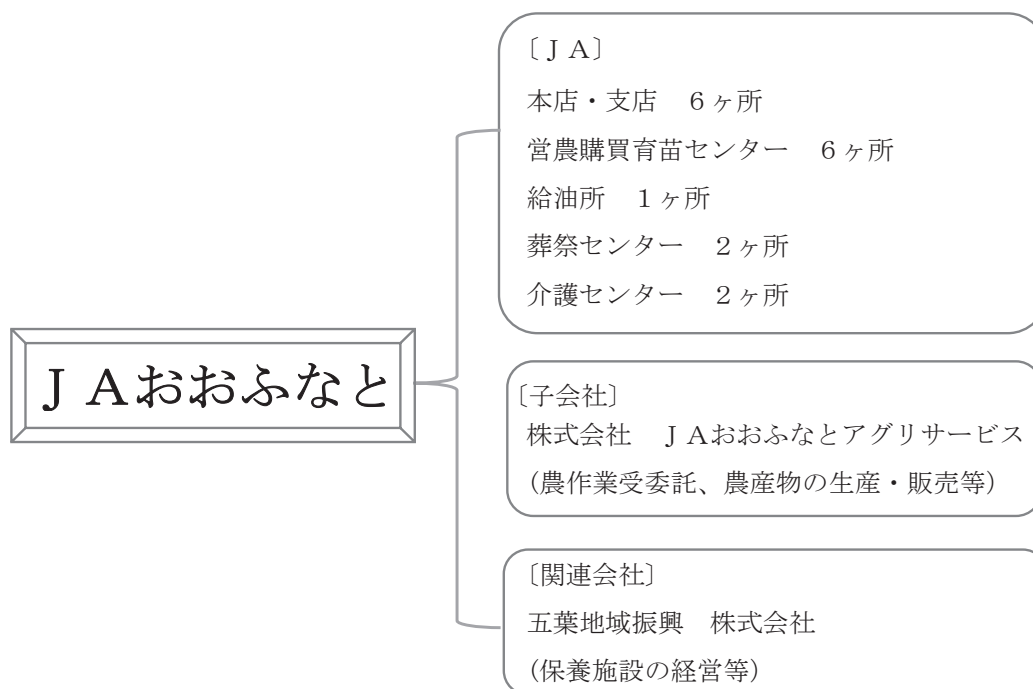 ＪＡおおふなと
〔ＪＡ〕
本店・支店　６ヶ所
営農購買育苗センター　６ヶ所
給油所　１ヶ所
葬祭センター　２ヶ所
介護センター　２ヶ所
〔子会社〕
株式会社　ＪＡおおふなとアグリサービス
（農作業受委託、農産物の生産・販売等）
〔関連会社〕
五葉地域振興　株式会社
（保養施設の経営等）